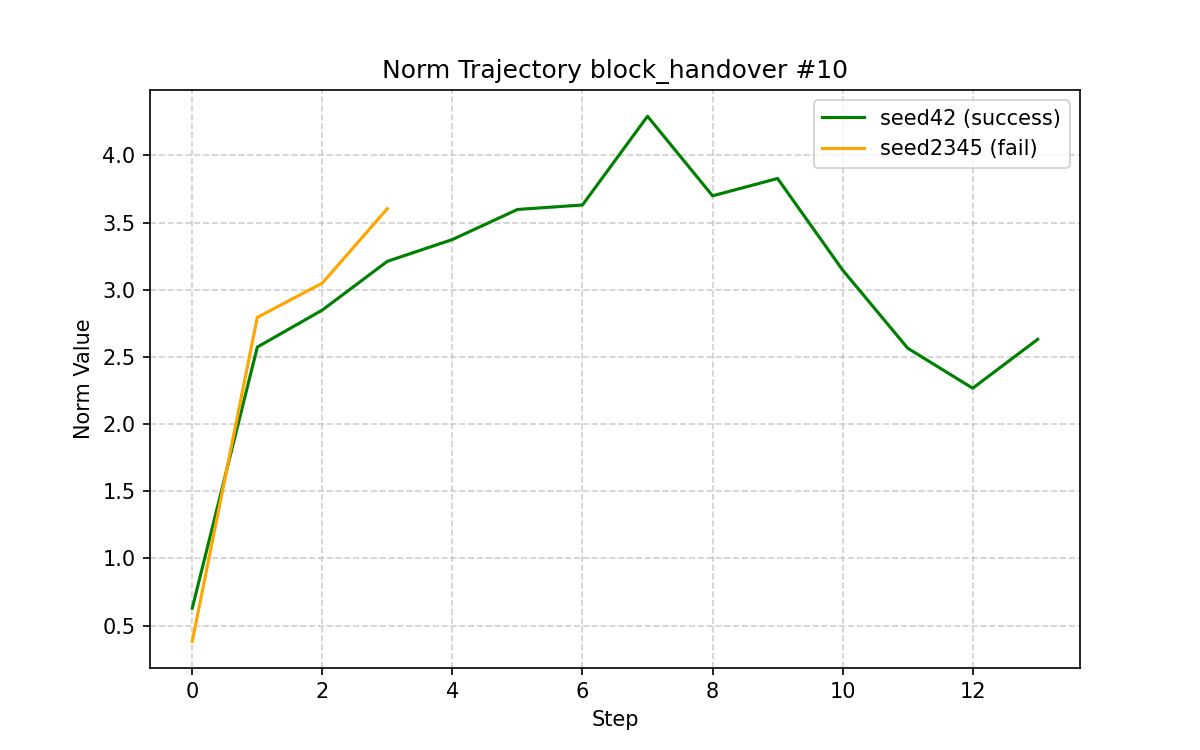 Norm Trajectory block_handover #10
seed42 (success)
seed2345 (fail)
Norm Value
4.0
3.5
3.0
2.5
2.0
1.5
1.0
0.5
0 2 4 6 8 10 12
Step